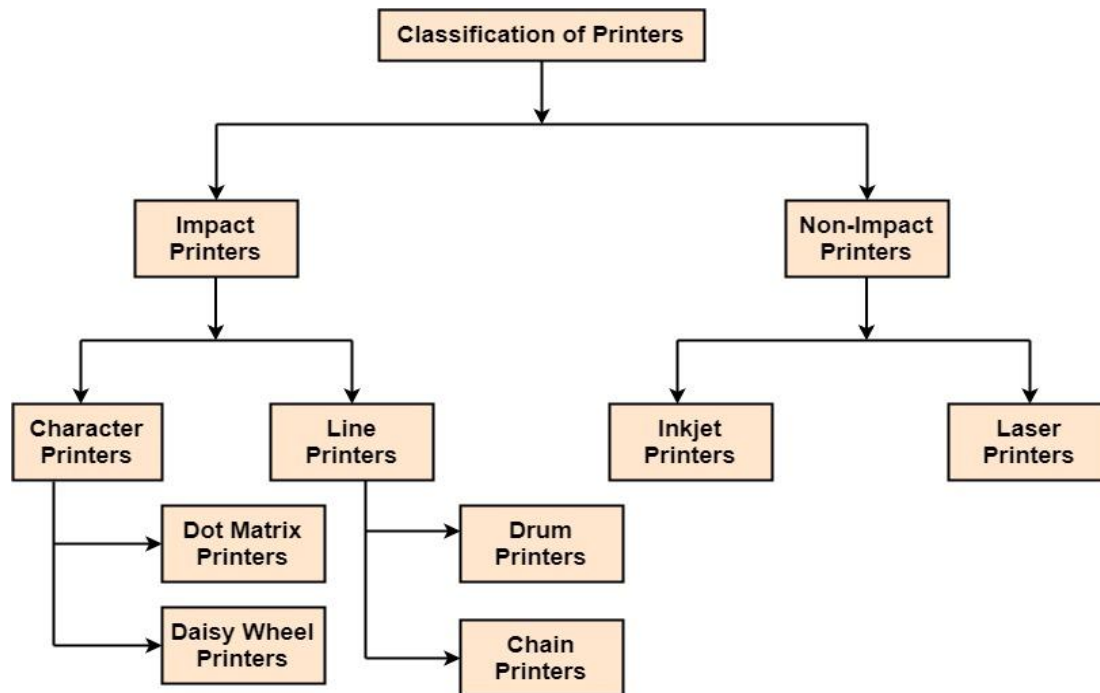 Classification of Printers
Impact
Printers
Non-Impact
Printers
Character
Printers
Line
Printers
Inkjet
Printers
Laser
Printers
Dot Matrix
Printers
Drum
Printers
Daisy Wheel
Printers
Chain
Printers